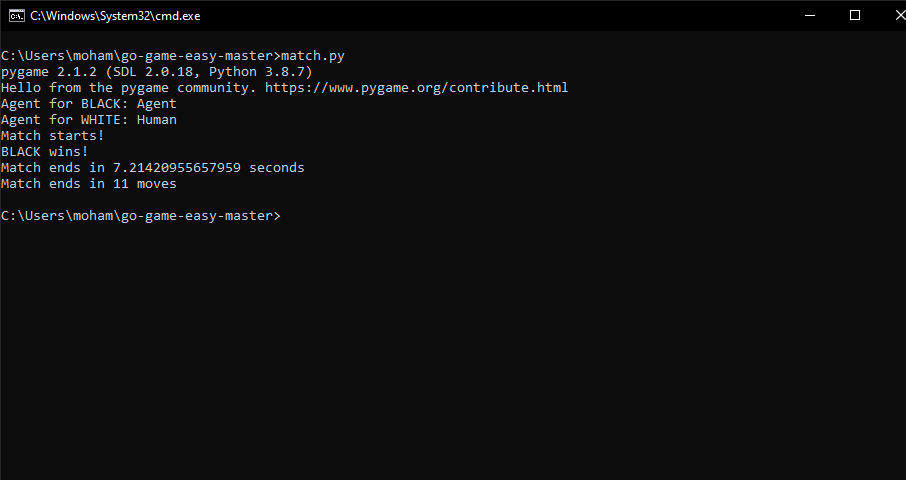 C:\Windows\System32\cmd.exe
C:\Users\moham\go-game-easy-master>match.py
pygame 2.1.2 (SDL 2.0.18, Python 3.8.7)
Hello from the pygame community. https://www.pygame.org/contribute.html
Agent for BLACK: Agent
Agent for WHITE: Human
Match starts!
BLACK wins!
Match ends in 7.21420955657959 seconds
Match ends in 11 moves
C:\Users\moham\go-game-easy-master>